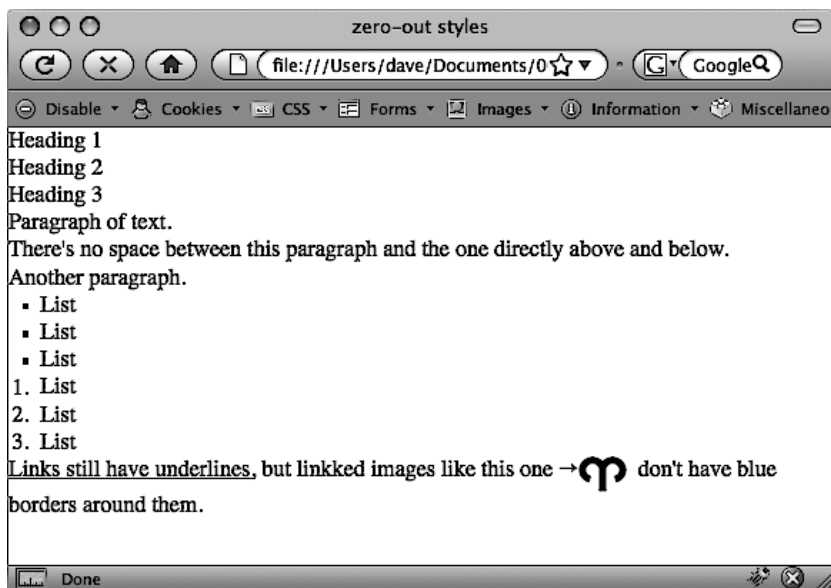 zero-out styles
file:///Users/dave/Documents/0 G Google
Disable Cookies CSS Forms Images Information Miscellaneo
Heading 1
Heading 2
Heading 3
Paragraph of text.
There's no space between this paragraph and the one directly above and below.
Another paragraph.
▪ List
▪ List
▪ List
1. List
2. List
3. List
Links still have underlines, but linkked images like this one → don't have blue
borders around them.
Done